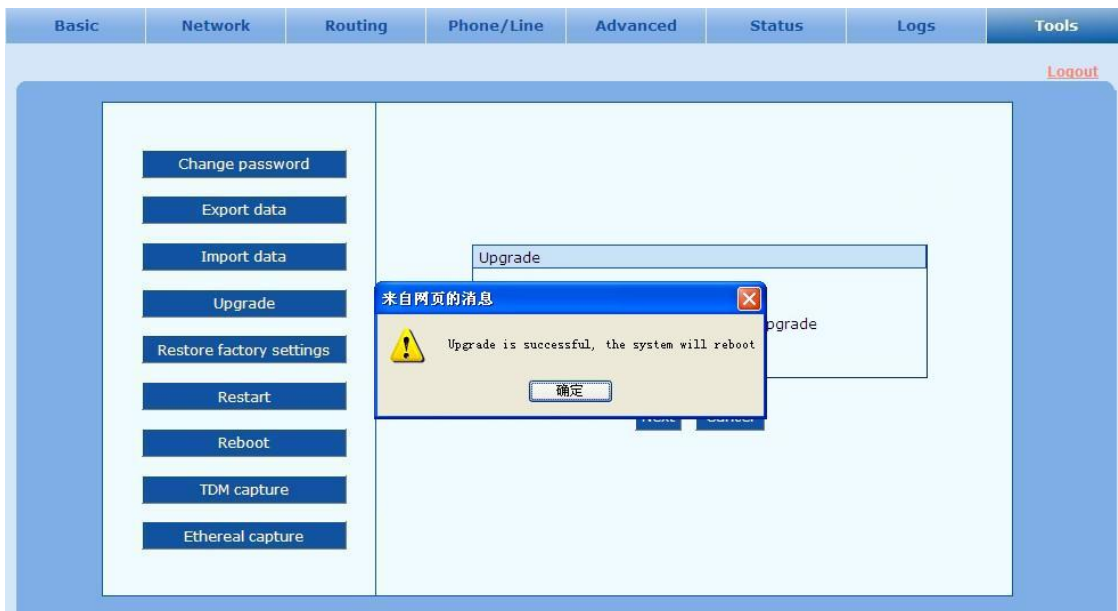 Basic Network Routing Phone/Line Advanced Status Logs Tools
Logout
Change password
Export data
Import data
Upgrade
Restore factory settings
Restart
Reboot
TDM capture
Ethereal capture
Upgrade
来自网页的消息
pgrade
Upgrade is successful, the system will reboot
确定
Next Cancel